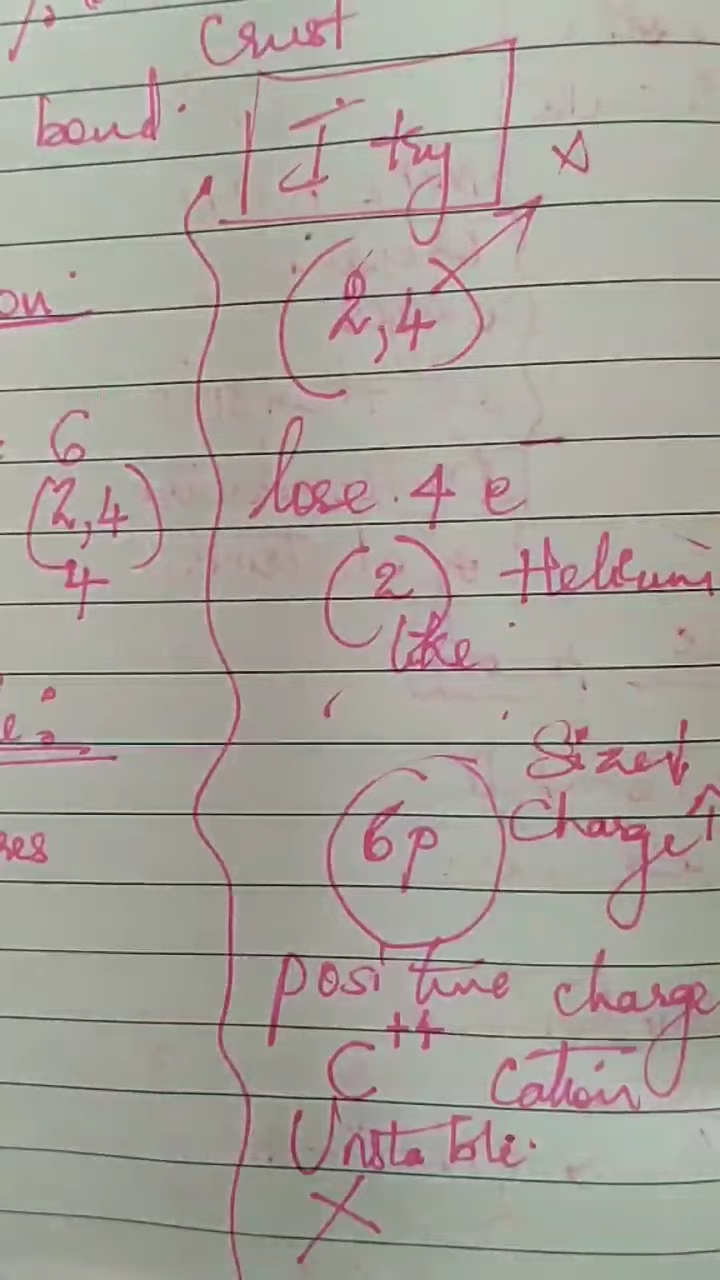 Crust
bond.
I try
(2,4)
on:
6
(2,4)
4
lose 4 e
(2) Helium
like
Size↓
Charge↑
6p
positive charge
C+4 cation
Unstable.
X